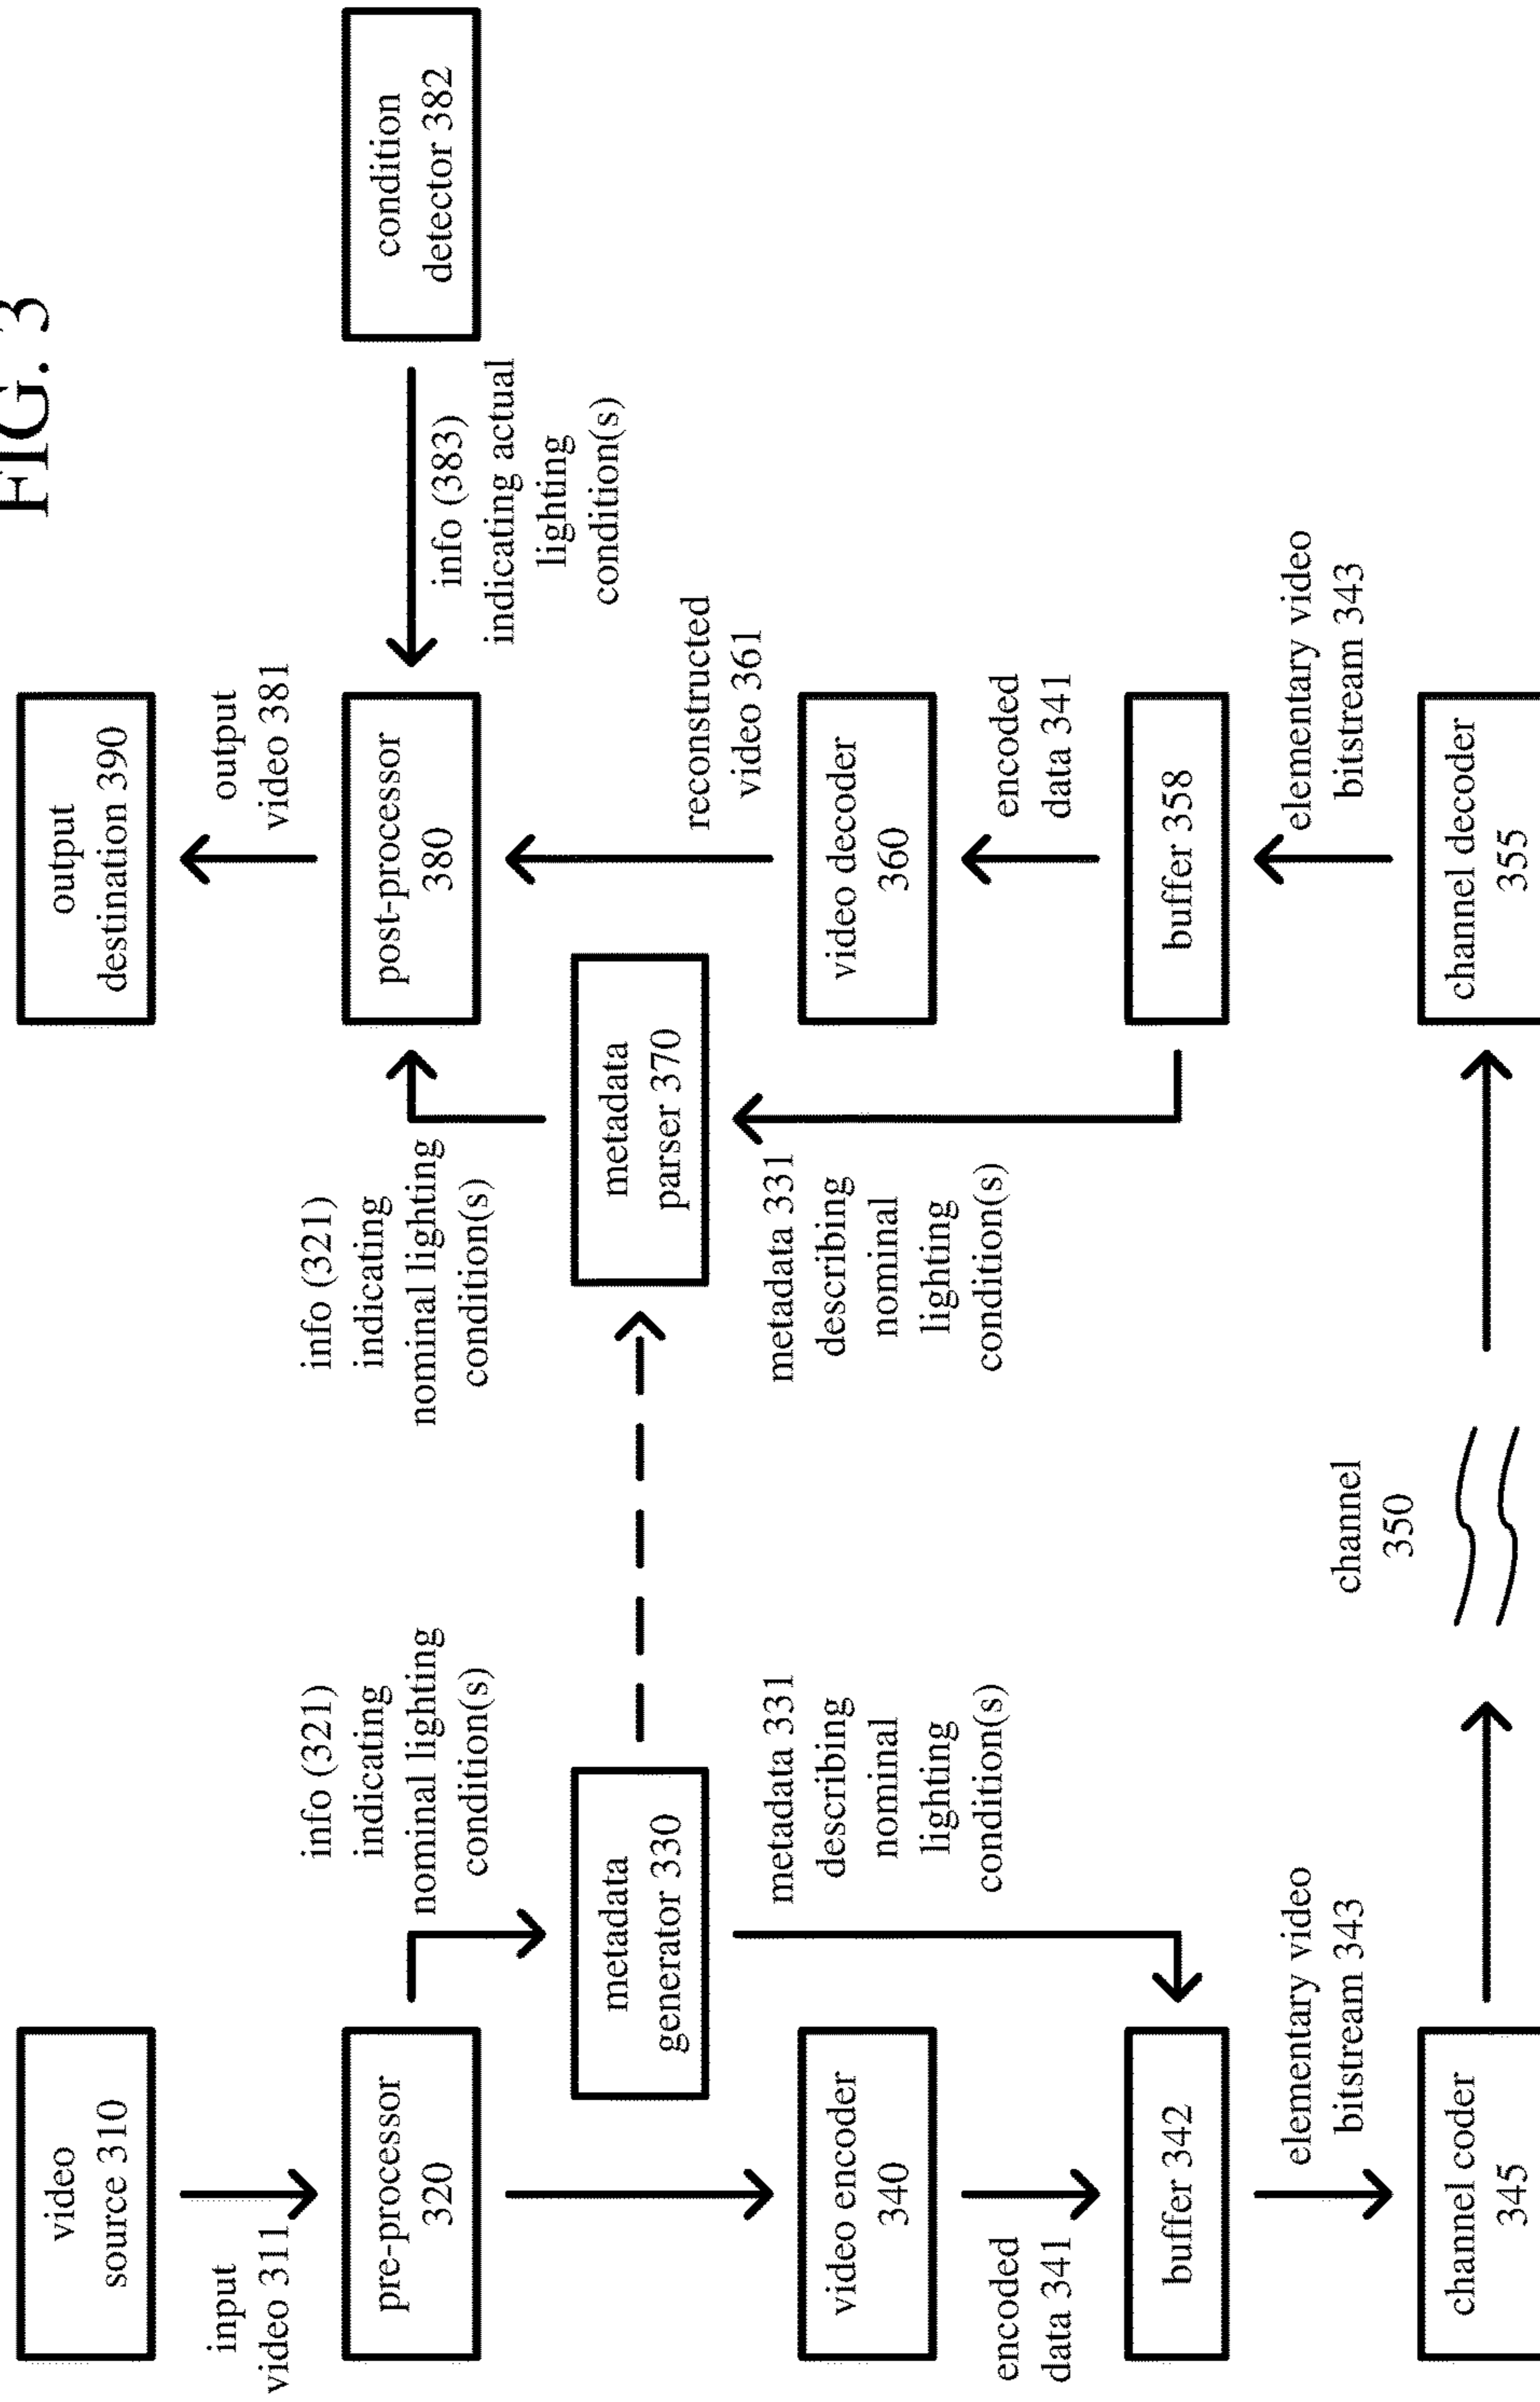 FIG. 3
video
source 310
input
video 311
pre-processor
320
info (321)
indicating
nominal lighting
condition(s)
metadata
generator 330
metadata 331
describing
nominal
lighting
condition(s)
video encoder
340
encoded
data 341
buffer 342
elementary video
bitstream 343
channel coder
345
channel
350
output
destination 390
output
video 381
post-processor
380
condition
detector 382
info (383)
indicating actual
lighting
condition(s)
info (321)
indicating
nominal lighting
condition(s)
metadata
parser 370
reconstructed
video 361
metadata 331
describing
nominal
lighting
condition(s)
video decoder
360
encoded
data 341
buffer 358
elementary video
bitstream 343
channel decoder
355